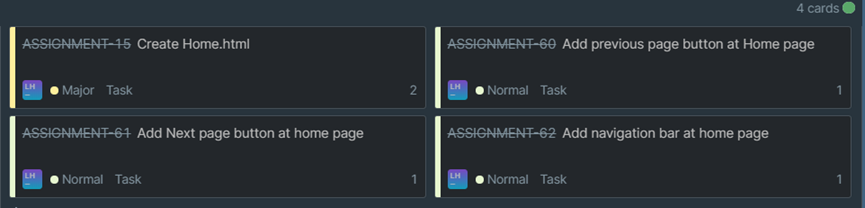 4 cards
ASSIGNMENT-15 Create Home.html
LH
Major Task 2
ASSIGNMENT-60 Add previous page button at Home page
LH
Normal Task 1
ASSIGNMENT-61 Add Next page button at home page
LH
Normal Task 1
ASSIGNMENT-62 Add navigation bar at home page
LH
Normal Task 1